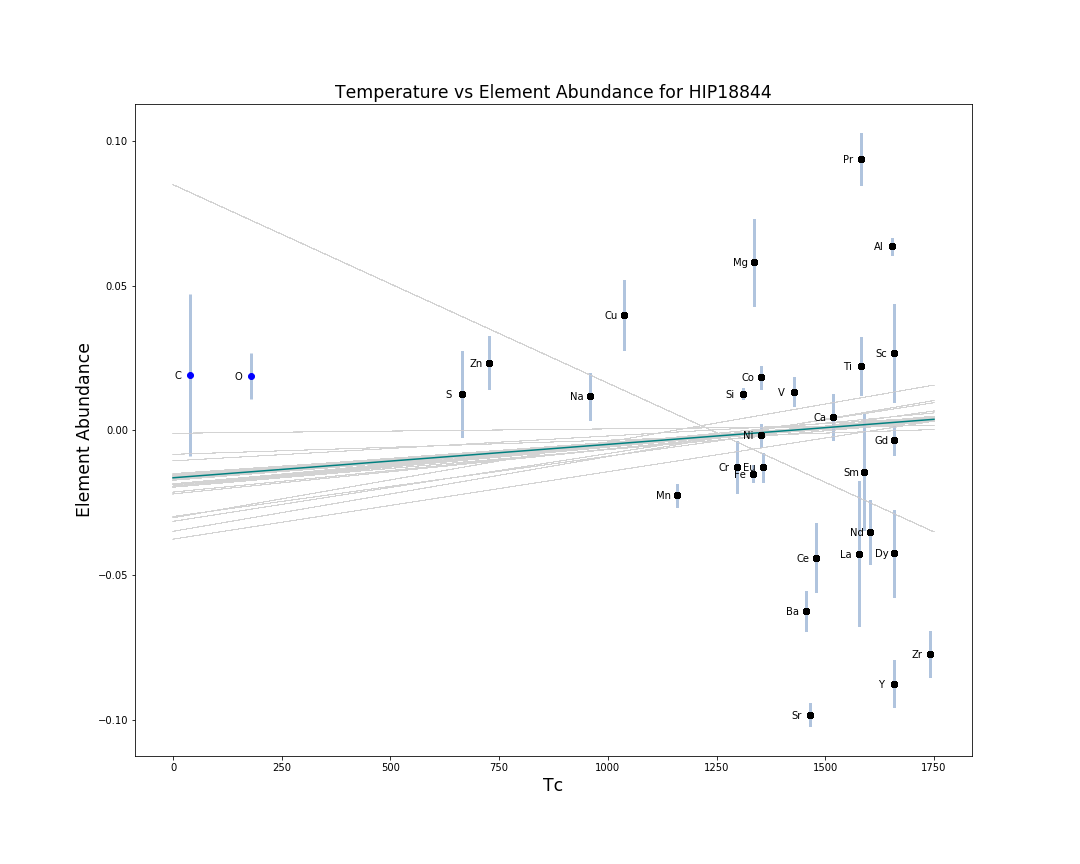 Temperature vs Element Abundance for HIP18844
0.10
Pr
Al
Mg
0.05
Cu
Sc
Zn
Ti
C
O
Co
S
Na
Si
V
Ca
0.00
Ni
Gd
Cr
Eu
Fe
Sm
Mn
Nd
−0.05
Ce
La
Dy
Ba
Zr
Y
−0.10
Sr
Element Abundance
0 250 500 750 1000 1250 1500 1750
Tc